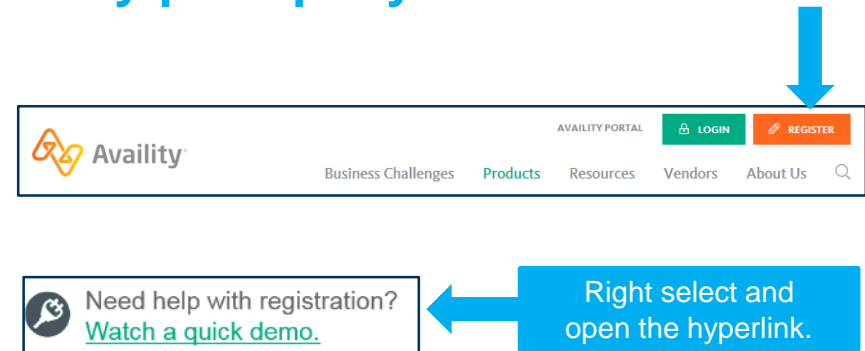 AVAILITY PORTAL
LOGIN
REGISTER
Availity
Business Challenges
Products
Resources
Vendors
About Us
Need help with registration?
Watch a quick demo.
Right select and
open the hyperlink.